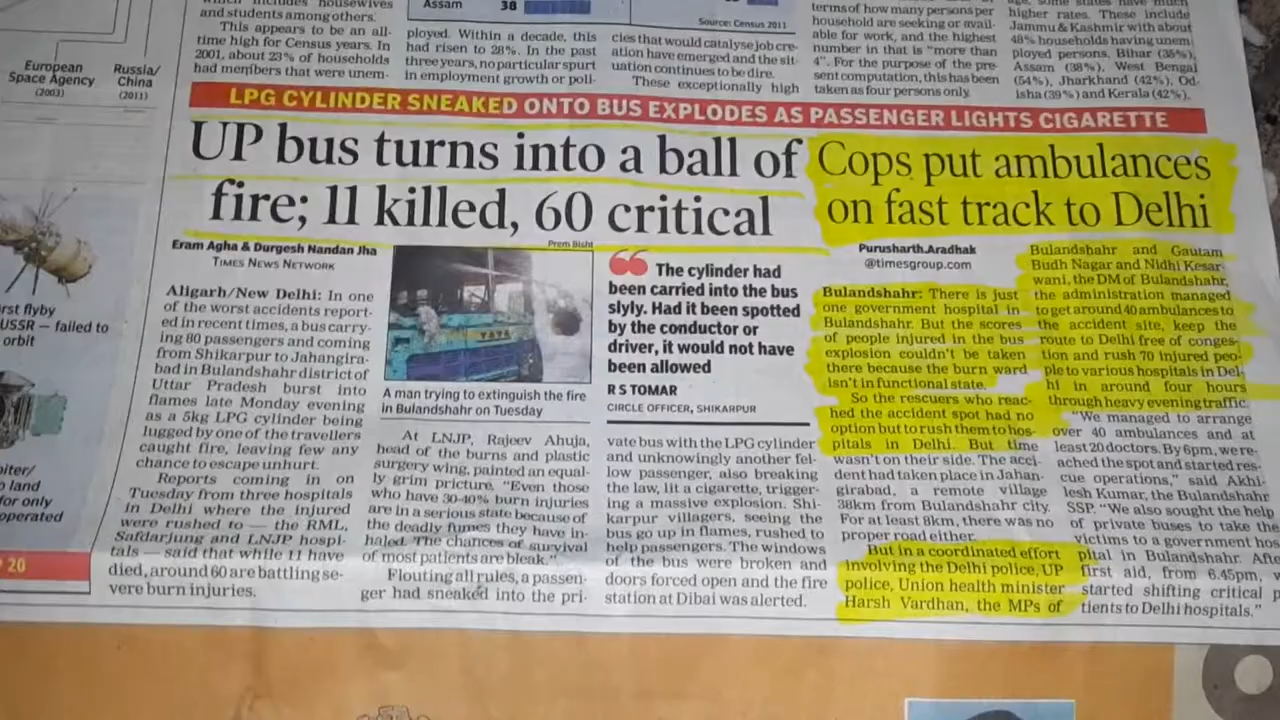 which includes housewives
and students among others.
This appears to be an all-
time high for Census years. In
2001, about 23% of households
had members that were unem-
Assam 38
ployed. Within a decade, this
had risen to 28%. In the past
three years, no particular spurt
in employment growth or poli-
Source: Census 2011
cies that would catalyse job cre-
ation have emerged and the sit-
uation continues to be dire.
These exceptionally high
terms of how many persons per
household are seeking or avail-
able for work, and the highest
number in that is "more than
4". For the purpose of the pre-
sent computation, this has been
taken as four persons only.
higher rates. These include
Jammu & Kashmir with about
48% households having unem
ployed persons, Bihar (35%),
Assam (38%), West Bengal
(54%), Jharkhand (42%), Od-
isha (39%) and Kerala (42%).
European
Space Agency
(2003)
Russia/
China
(2011)
rst flyby
USSR — failed to
orbit
piter/
o land
for only
operated
20
LPG CYLINDER SNEAKED ONTO BUS EXPLODES AS PASSENGER LIGHTS CIGARETTE
UP bus turns into a ball of
fire; 11 killed, 60 critical
Eram Agha & Durgesh Nandan Jha
TIMES NEWS NETWORK
Aligarh/New Delhi: In one
of the worst accidents report-
ed in recent times, a bus carry-
ing 80 passengers and coming
from Shikarpur to Jahangira-
bad in Bulandshahr district of
Uttar Pradesh burst into
flames late Monday evening
as a 5kg LPG cylinder being
lugged by one of the travellers
caught fire, leaving few any
chance to escape unhurt.
Reports coming in on
Tuesday from three hospitals
in Delhi where the injured
were rushed to — the RML,
Safdarjung and LNJP hospi-
tals — said that while 11 have
died, around 60 are battling se-
vere burn injuries.
Prem Bisht
TATA
A man trying to extinguish the fire
in Bulandshahr on Tuesday
At LNJP, Rajeev Ahuja,
head of the burns and plastic
surgery wing, painted an equal-
ly grim pricture, "Even those
who have 30-40% burn injuries
are in a serious state because of
the deadly fumes they have in-
haled. The chances of survival
of most patients are bleak."
Flouting all rules, a passen-
ger had sneaked into the pri-
The cylinder had
been carried into the bus
slyly. Had it been spotted
by the conductor or
driver, it would not have
been allowed
R S TOMAR
CIRCLE OFFICER, SHIKARPUR
vate bus with the LPG cylinder
and unknowingly another fel-
low passenger, also breaking
the law, lit a cigarette, trigger-
ing a massive explosion. Shi-
karpur villagers, seeing the
bus go up in flames, rushed to
help passengers. The windows
of the bus were broken and
doors forced open and the fire
station at Dibai was alerted.
Cops put ambulances
on fast track to Delhi
Purusharth.Aradhak
@timesgroup.com
Bulandshahr: There is just
one government hospital in
Bulandshahr. But the scores
of people injured in the bus
explosion couldn't be taken
there because the burn ward
isn't in functional state.
So the rescuers who reac-
hed the accident spot had no
option but to rush them to hos-
pitals in Delhi. But time
wasn't on their side. The acci-
dent had taken place in Jahan-
girabad, a remote village
38km from Bulandshahr city.
For at least 8km, there was no
proper road either.
But in a coordinated effort
involving the Delhi police, UP
police, Union health minister
Harsh Vardhan, the MPs of
Bulandshahr and Gautam
Budh Nagar and Nidhi Kesar-
wani, the DM of Bulandshahr,
the administration managed
to get around 40 ambulances to
the accident site, keep the
route to Delhi free of conges-
tion and rush 70 injured peo-
ple to various hospitals in Del-
hi in around four hours
through heavy evening traffic.
"We managed to arrange
over 40 ambulances and at
least 20 doctors. By 6pm, we re-
ached the spot and started res-
cue operations," said Akhi-
lesh Kumar, the Bulandshahr
SSP. "We also sought the help
of private buses to take the
victims to a government hos
pital in Bulandshahr. Afte
first aid, from 6.45pm, w
started shifting critical p
tients to Delhi hospitals."